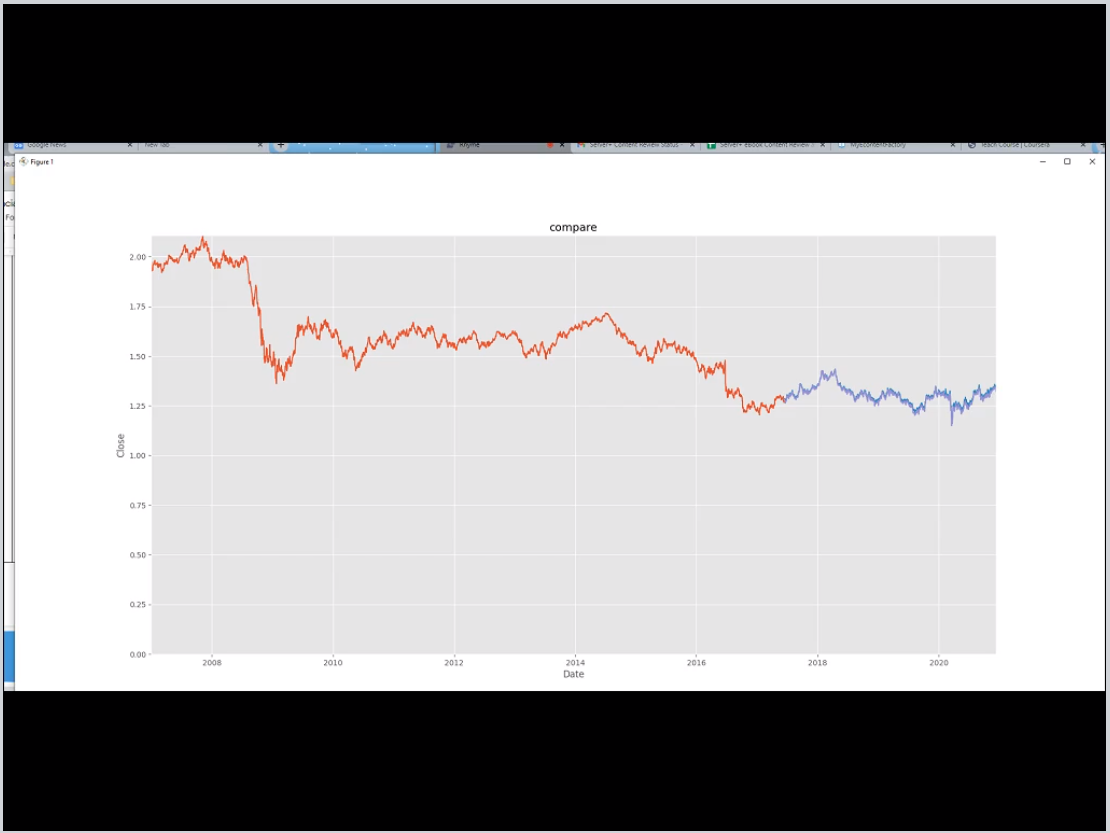 Google News
New Tab
Rhyme
Server+ Content Review Status -
Server+ eBook Content Review T
MyEcontentFactory
Teach Course | Coursera
Figure 1
compare
2.00
1.75
1.50
1.25
1.00
0.75
0.50
0.25
0.00
Close
2008
2010
2012
2014
2016
2018
2020
Date